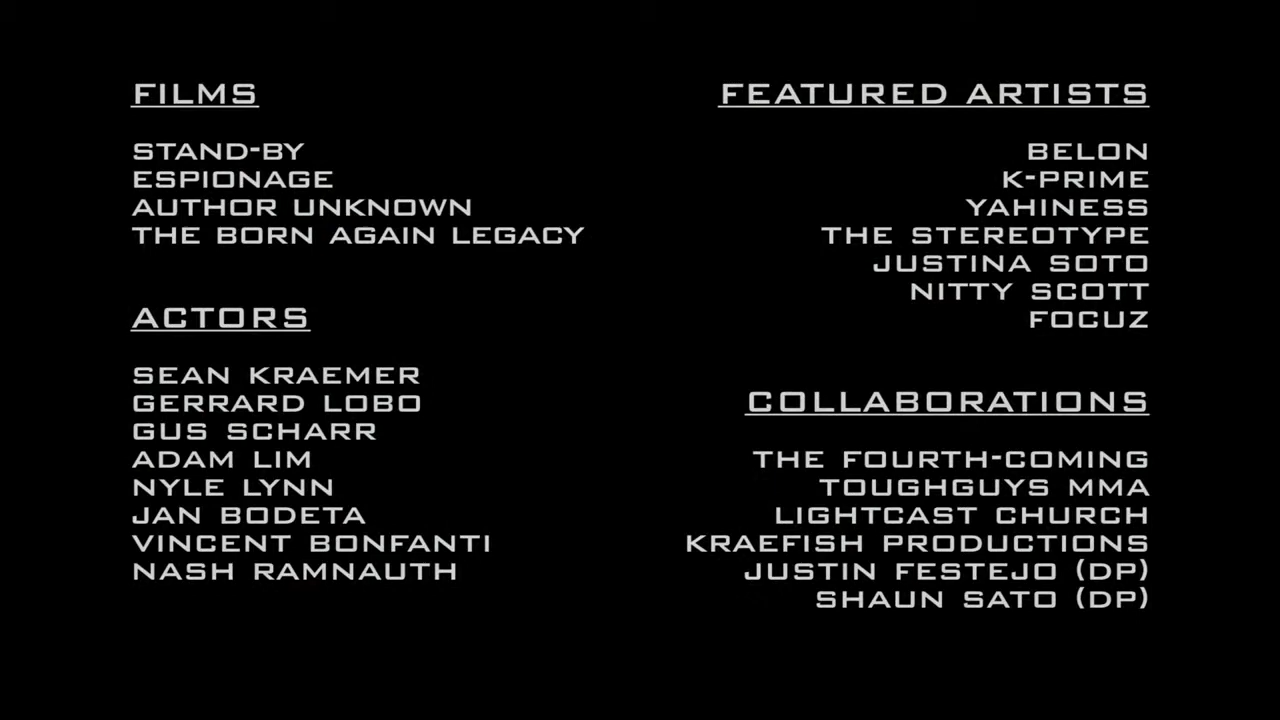 FILMS
STAND-BY
ESPIONAGE
AUTHOR UNKNOWN
THE BORN AGAIN LEGACY
ACTORS
SEAN KRAEMER
GERRARD LOBO
GUS SCHARR
ADAM LIM
NYLE LYNN
JAN BODETA
VINCENT BONFANTI
NASH RAMNAUTH
FEATURED ARTISTS
BELON
K-PRIME
YAHINESS
THE STEREOTYPE
JUSTINA SOTO
NITTY SCOTT
FOCUZ
COLLABORATIONS
THE FOURTH-COMING
TOUGHGUYS MMA
LIGHTCAST CHURCH
KRAEFISH PRODUCTIONS
JUSTIN FESTEJO (DP)
SHAUN SATO (DP)